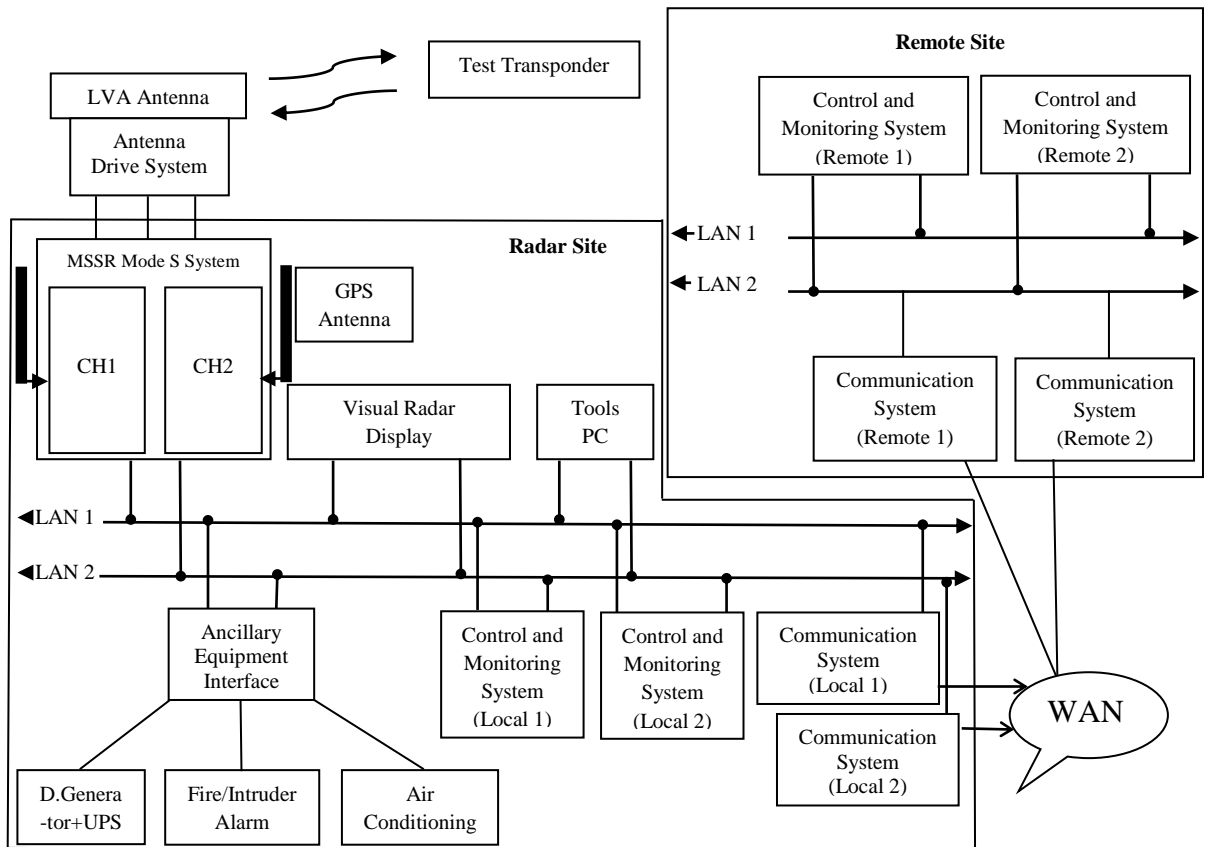 Remote Site
Test Transponder
LVA Antenna
Antenna
Drive System
Control and
Monitoring System
(Remote 1)
Control and
Monitoring System
(Remote 2)
LAN 1
LAN 2
Communication
System
(Remote 1)
Communication
System
(Remote 2)
Radar Site
MSSR Mode S System
CH1
CH2
GPS
Antenna
Visual Radar
Display
Tools
PC
LAN 1
LAN 2
Ancillary
Equipment
Interface
Control and
Monitoring
System
(Local 1)
Control and
Monitoring
System
(Local 2)
Communication
System
(Local 1)
Communication
System
(Local 2)
WAN
D.Genera
-tor+UPS
Fire/Intruder
Alarm
Air
Conditioning